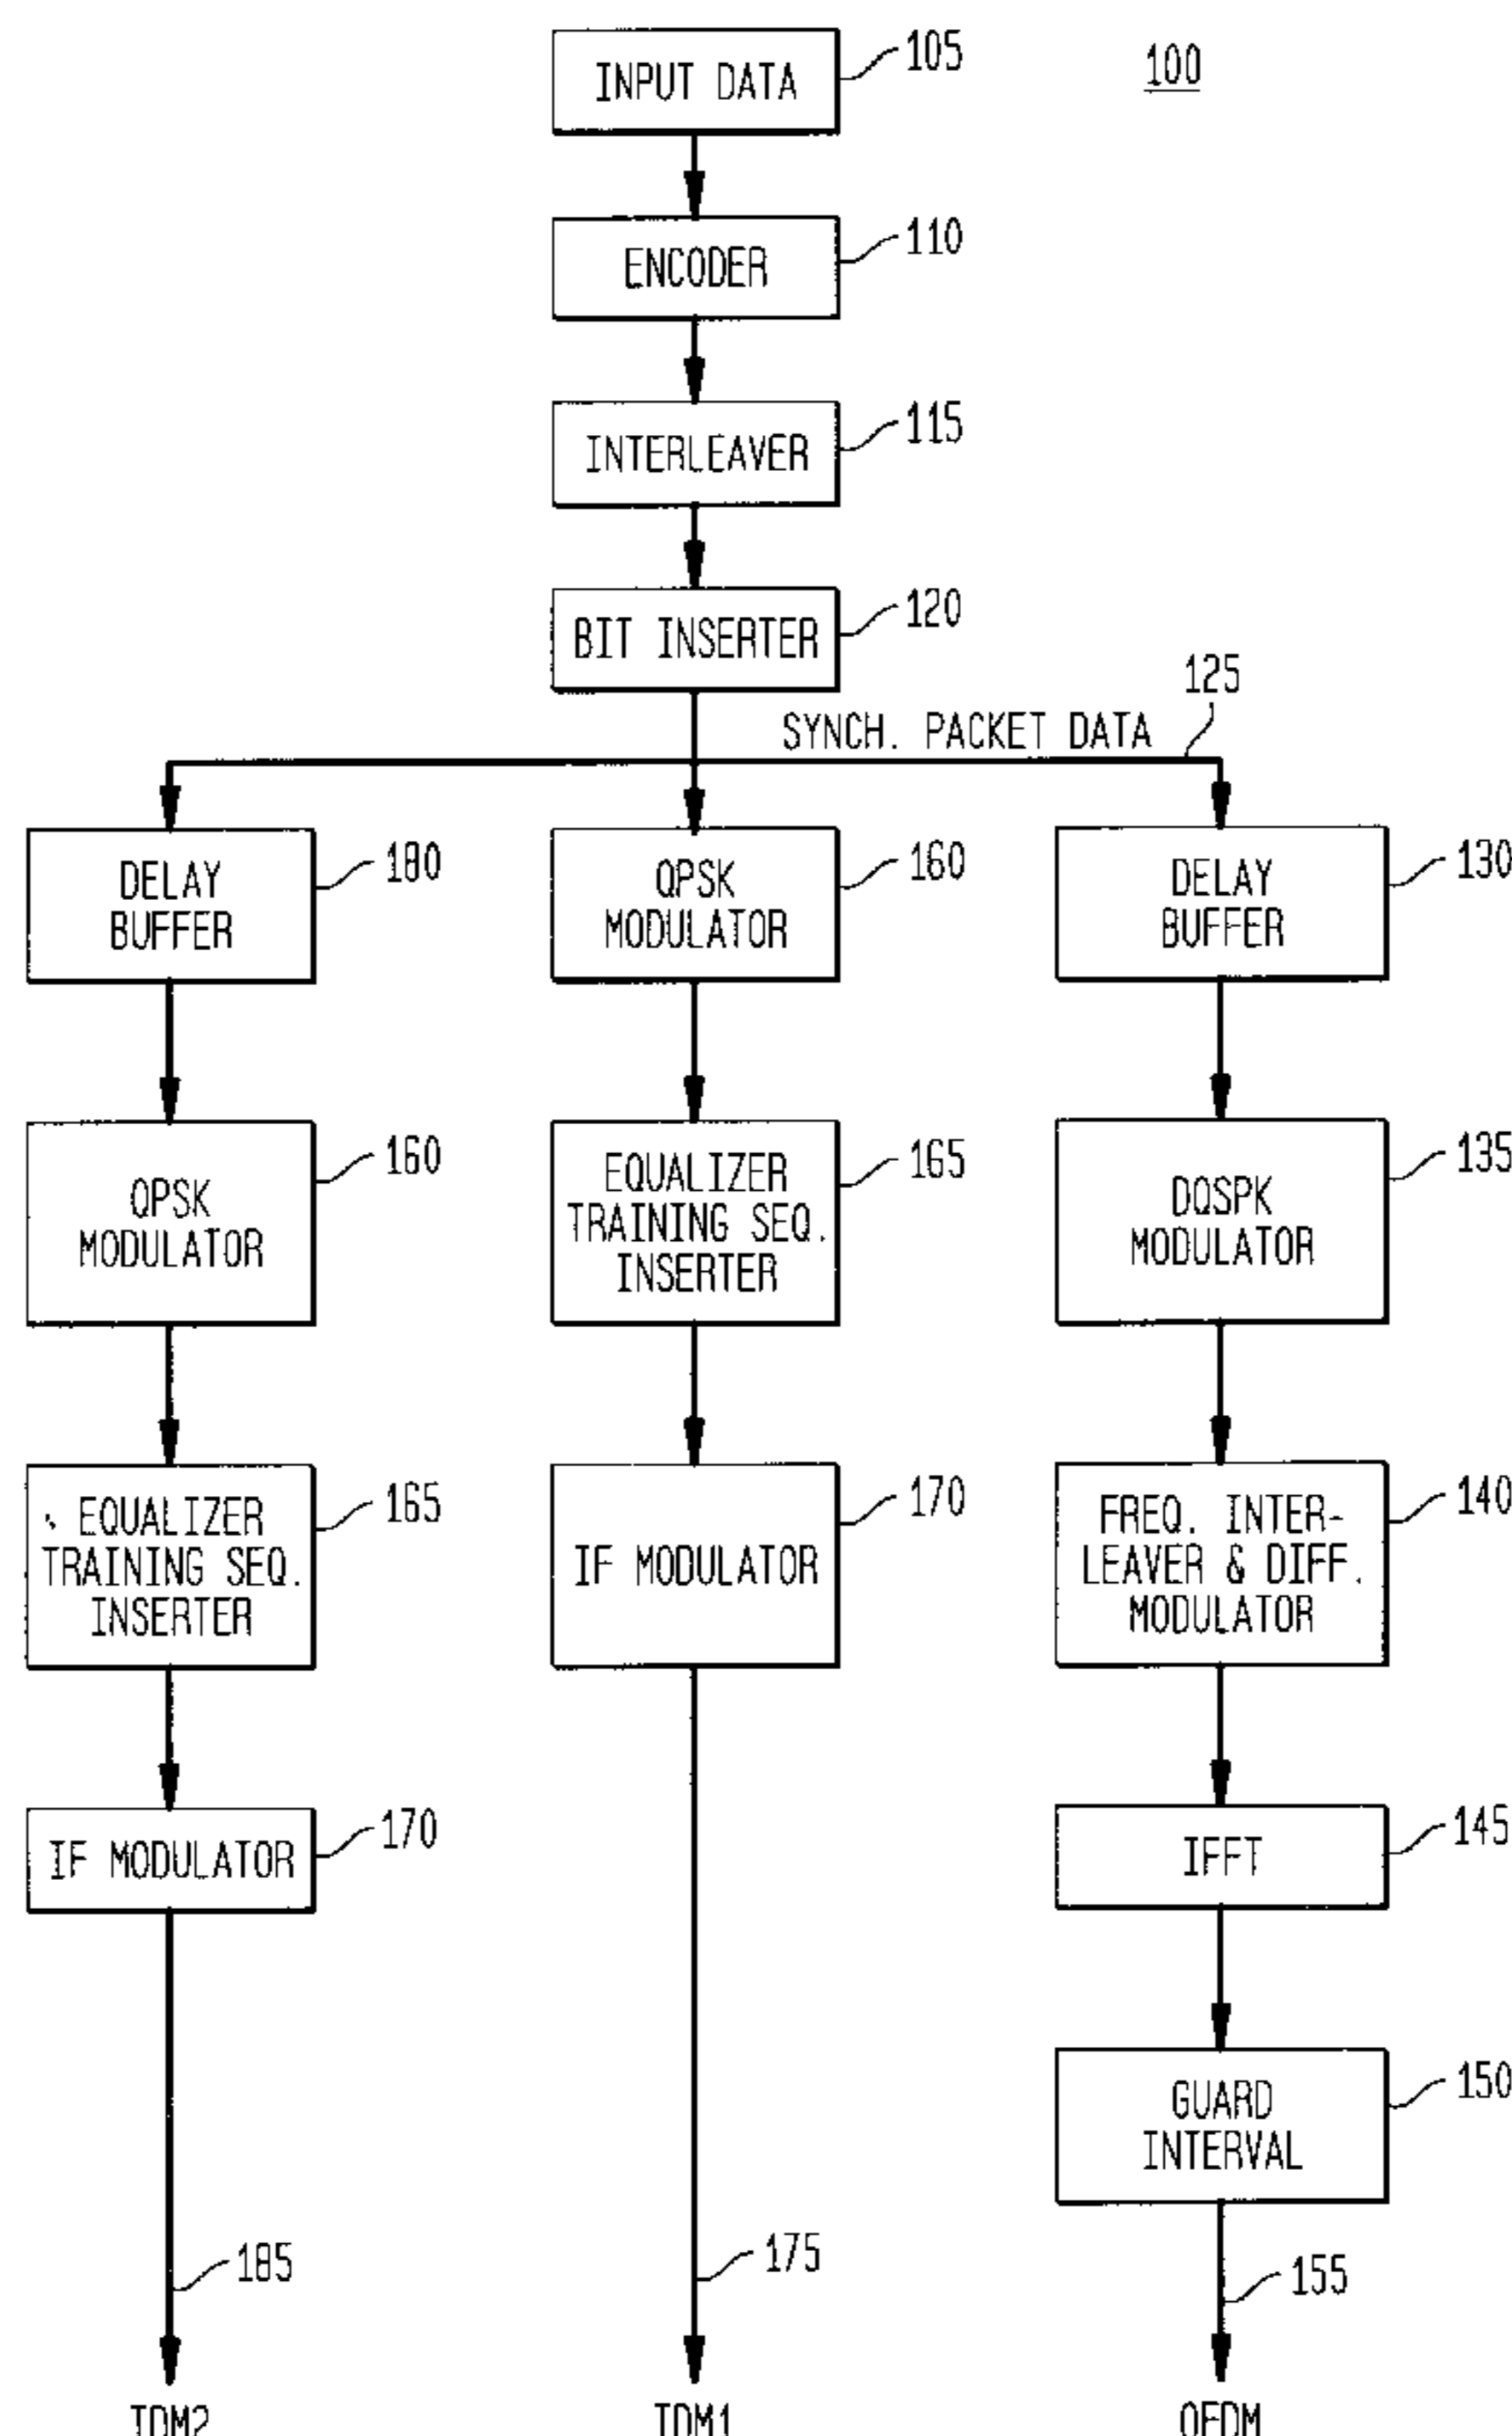 100
INPUT DATA
105
ENCODER
110
INTERLEAVER
115
BIT INSERTER
120
SYNCH. PACKET DATA
125
DELAY
BUFFER
180
QPSK
MODULATOR
160
DELAY
BUFFER
130
QPSK
MODULATOR
160
EQUALIZER
TRAINING SEQ.
INSERTER
165
DQSPK
MODULATOR
135
EQUALIZER
TRAINING SEQ.
INSERTER
165
IF MODULATOR
170
FREQ. INTER-
LEAVER & DIFF.
MODULATOR
140
IF MODULATOR
170
IFFT
145
GUARD
INTERVAL
150
185
175
155
TDM2
TDM1
OFDM